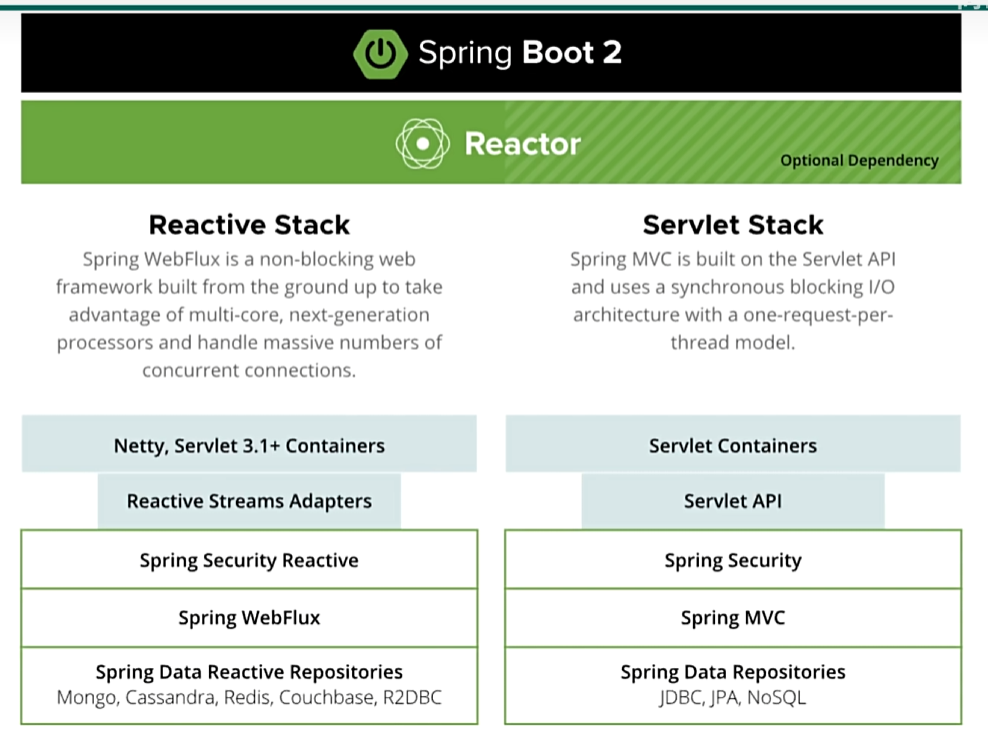 Spring Boot 2
Reactor
Optional Dependency
Reactive Stack
Spring WebFlux is a non-blocking web
framework built from the ground up to take
advantage of multi-core, next-generation
processors and handle massive numbers of
concurrent connections.
Netty, Servlet 3.1+ Containers
Reactive Streams Adapters
Spring Security Reactive
Spring WebFlux
Spring Data Reactive Repositories
Mongo, Cassandra, Redis, Couchbase, R2DBC
Servlet Stack
Spring MVC is built on the Servlet API
and uses a synchronous blocking I/O
architecture with a one-request-per-
thread model.
Servlet Containers
Servlet API
Spring Security
Spring MVC
Spring Data Repositories
JDBC, JPA, NoSQL